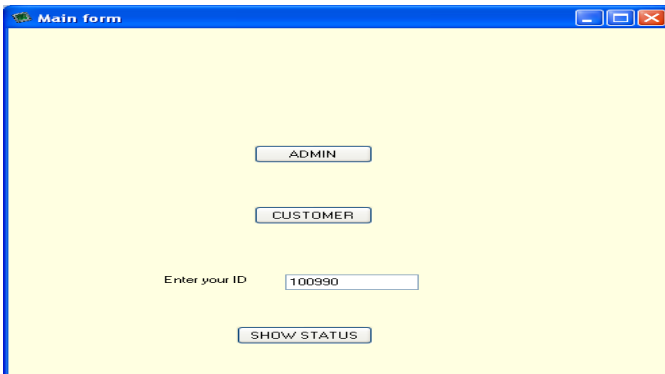 Main form
ADMIN
CUSTOMER
Enter your ID 100990
SHOW STATUS